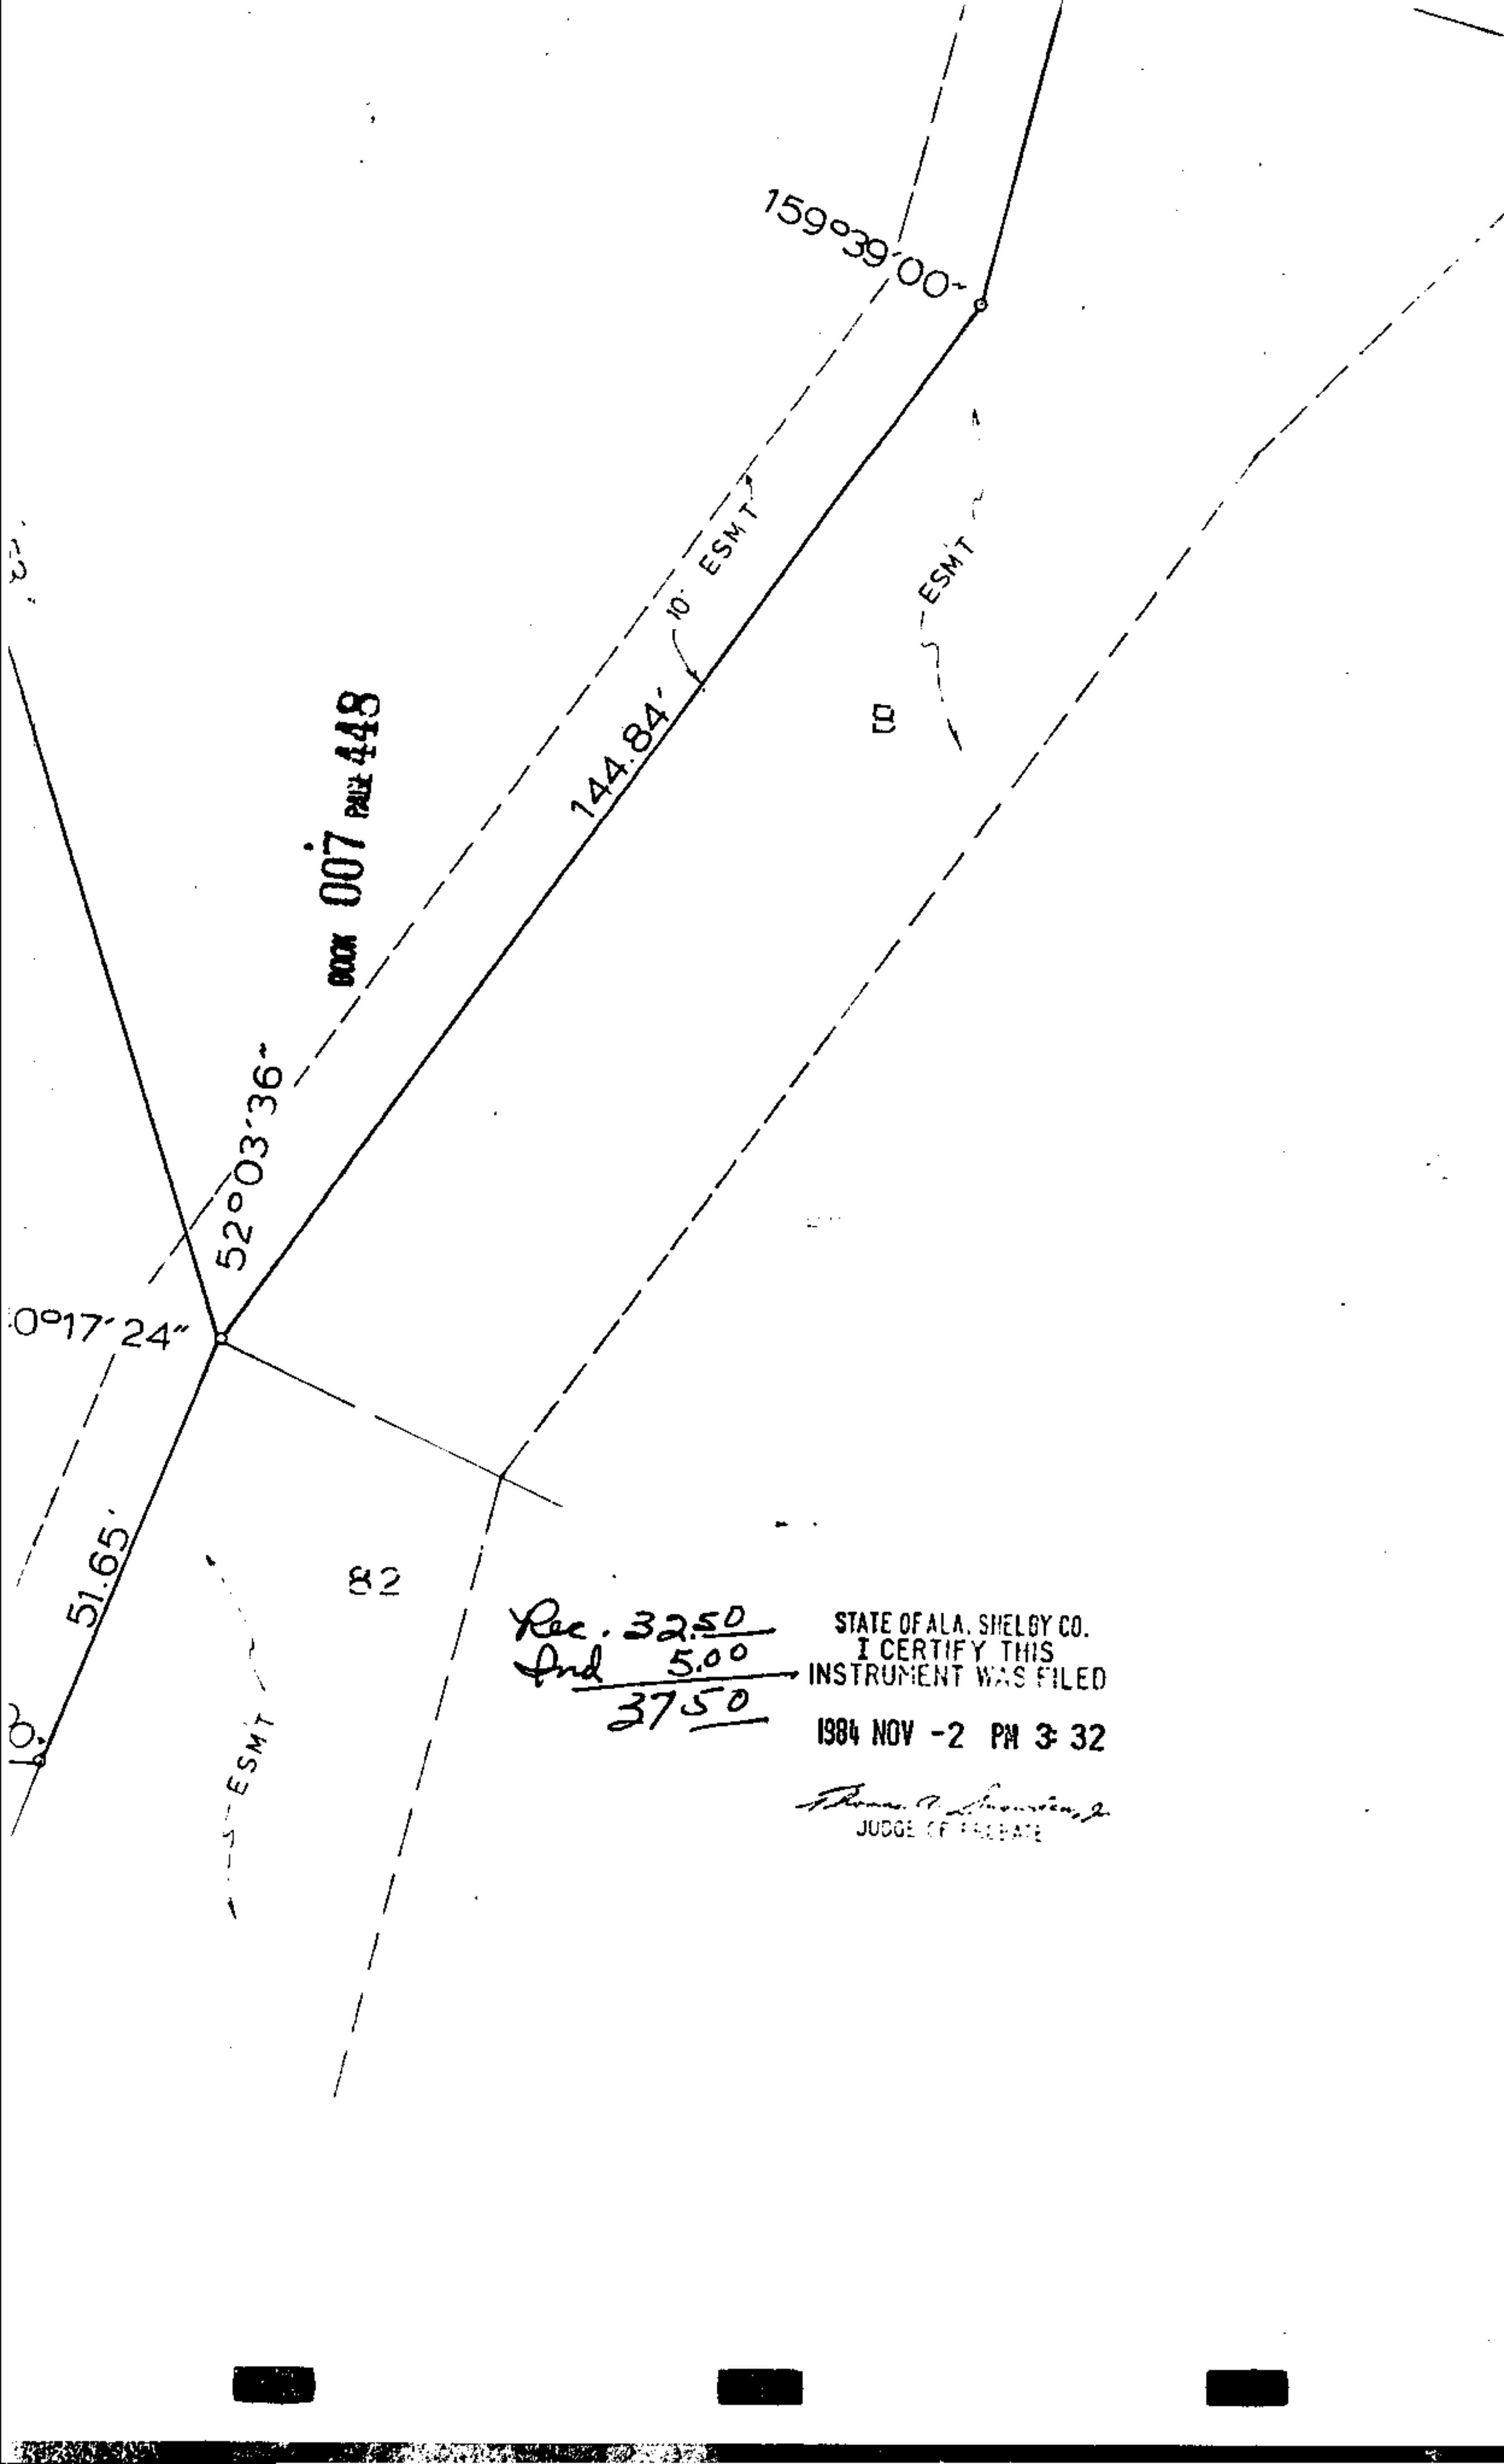 159°39'00"
10' ESMT
ESMT
144.84'
BOOK 007 PAGE 448
52°03'36"
0°17'24"
51.65'
82
ESMT
Rec. 32.50
Ind 5.00
37.50
STATE OF ALA. SHELBY CO.
I CERTIFY THIS
INSTRUMENT WAS FILED
1984 NOV -2 PM 3:32
JUDGE OF PROBATE